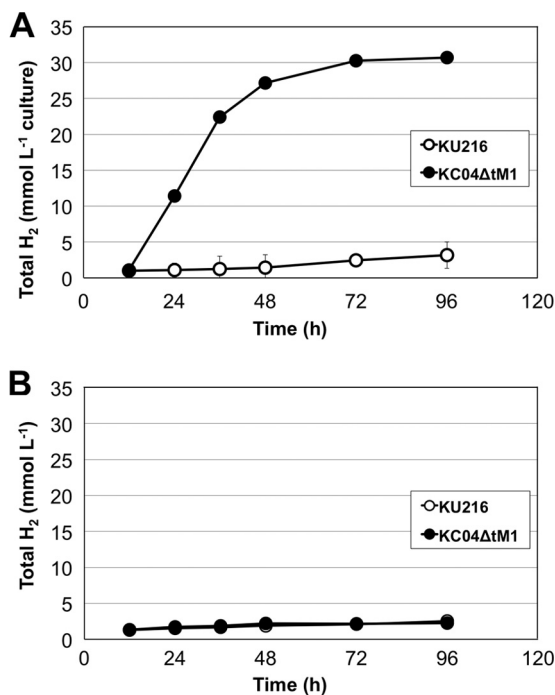 A
Total H₂ (mmol L⁻¹ culture)
35
30
25
20
15
10
5
0
KU216
KC04ΔtM1
0 24 48 72 96 120
Time (h)
B
Total H₂ (mmol L⁻¹)
35
30
25
20
15
10
5
0
KU216
KC04ΔtM1
0 24 48 72 96 120
Time (h)